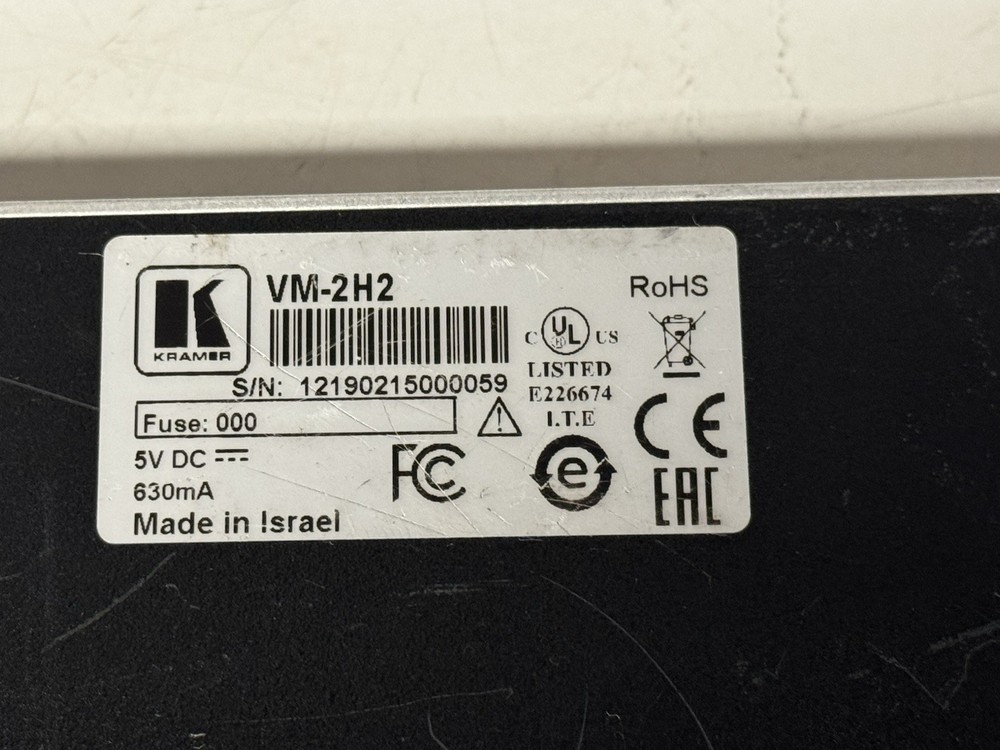 KRAMER
VM-2H2
S/N: 12190215000059
Fuse: 000
5V DC
630mA
Made in Israel
FC
C UL US
®
LISTED
E226674
I.T.E
e
RoHS
CE
EAC